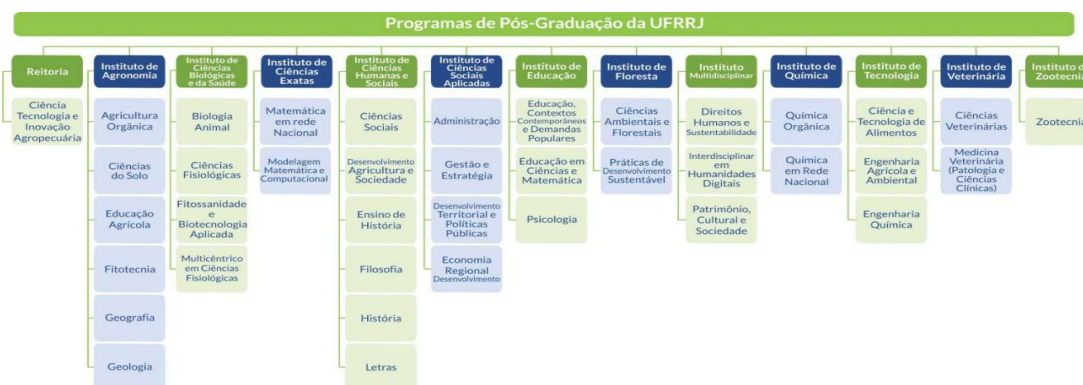 Programas de Pós-Graduação da UFRRJ
Reitoria
Ciência
Tecnologia e
Inovação
Agropecuária
Instituto de
Agronomia
Agricultura
Orgânica
Ciências
do Solo
Educação
Agrícola
Fitotecnia
Geografia
Geologia
Instituto de
Ciências
Biológicas
e da Saúde
Biologia
Animal
Ciências
Fisiológicas
Fitossanidade
e
Biotecnologia
Aplicada
Multicêntrico
em Ciências
Fisiológicas
Instituto de
Ciências
Exatas
Matemática
em rede
Nacional
Modelagem
Matemática e
Computacional
Instituto de
Ciências
Humanas e
Sociais
Ciências
Sociais
Desenvolvimento
Agricultura e
Sociedade
Ensino de
História
Filosofia
História
Letras
Instituto de
Ciências
Sociais
Aplicadas
Administração
Gestão e
Estratégia
Desenvolvimento
Territorial e
Políticas
Públicas
Economia
Regional
Desenvolvimento
Instituto de
Educação
Educação,
Contextos
Contemporâneos
e Demandas
Populares
Educação em
Ciências e
Matemática
Psicologia
Instituto de
Floresta
Ciências
Ambientais e
Florestais
Práticas de
Desenvolvimento
Sustentável
Instituto
Multidisciplinar
Direitos
Humanos e
Sustentabilidade
Interdisciplinar
em
Humanidades
Digitais
Patrimônio,
Cultural e
Sociedade
Instituto de
Química
Química
Orgânica
Química
em Rede
Nacional
Instituto de
Tecnologia
Ciência e
Tecnologia de
Alimentos
Engenharia
Agrícola e
Ambiental
Engenharia
Química
Instituto de
Veterinária
Ciências
Veterinárias
Medicina
Veterinária
(Patologia e
Ciências
Clínicas)
Instituto de
Zootecnia
Zootecnia